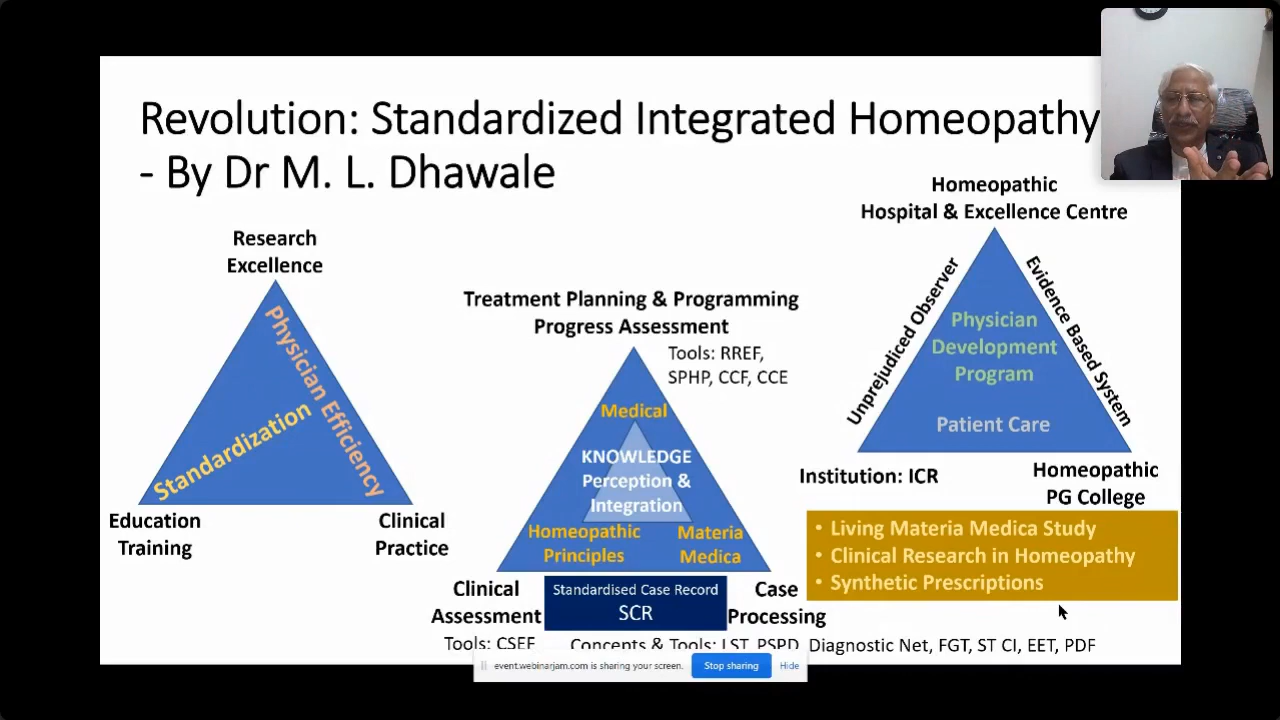 Revolution: Standardized Integrated Homeopathy
- By Dr M. L. Dhawale
Research
Excellence
Physician Efficiency
Standardization
Education
Training
Clinical
Practice
Treatment Planning & Programming
Progress Assessment
Tools: RREF,
SPHP, CCF, CCE
Medical
KNOWLEDGE
Perception &
Integration
Homeopathic
Principles
Materia
Medica
Clinical
Assessment
Standardised Case Record
SCR
Case
Processing
Tools: CSEF
Concepts & Tools: LST, PSPD, Diagnostic Net, FGT, ST CI, EET, PDF
Homeopathic
Hospital & Excellence Centre
Unprejudiced Observer
Evidence Based System
Physician
Development
Program
Patient Care
Institution: ICR
Homeopathic
PG College
• Living Materia Medica Study
• Clinical Research in Homeopathy
• Synthetic Prescriptions
event.webinarjam.com is sharing your screen.
Stop sharing
Hide